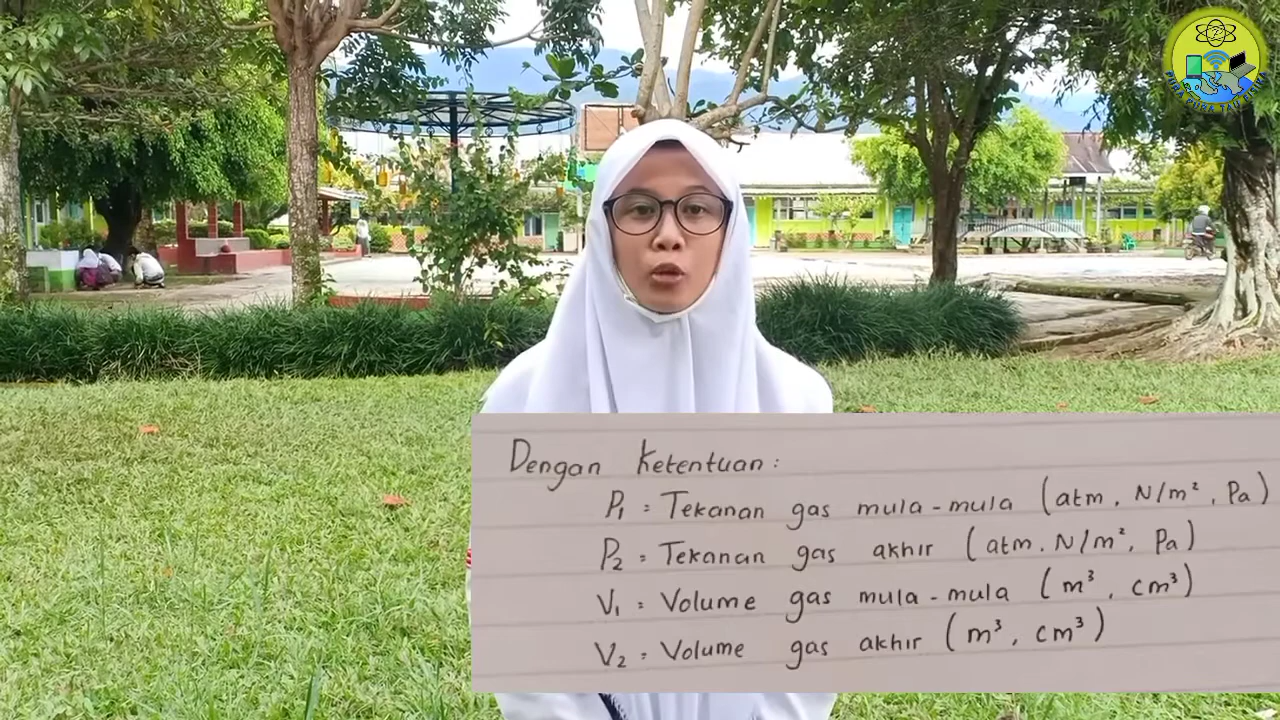 Dengan Ketentuan :
P₁ = Tekanan gas mula-mula (atm, N/m², Pa)
P₂ = Tekanan gas akhir (atm, N/m², Pa)
V₁ = Volume gas mula-mula (m³, cm³)
V₂ = Volume gas akhir (m³, cm³)